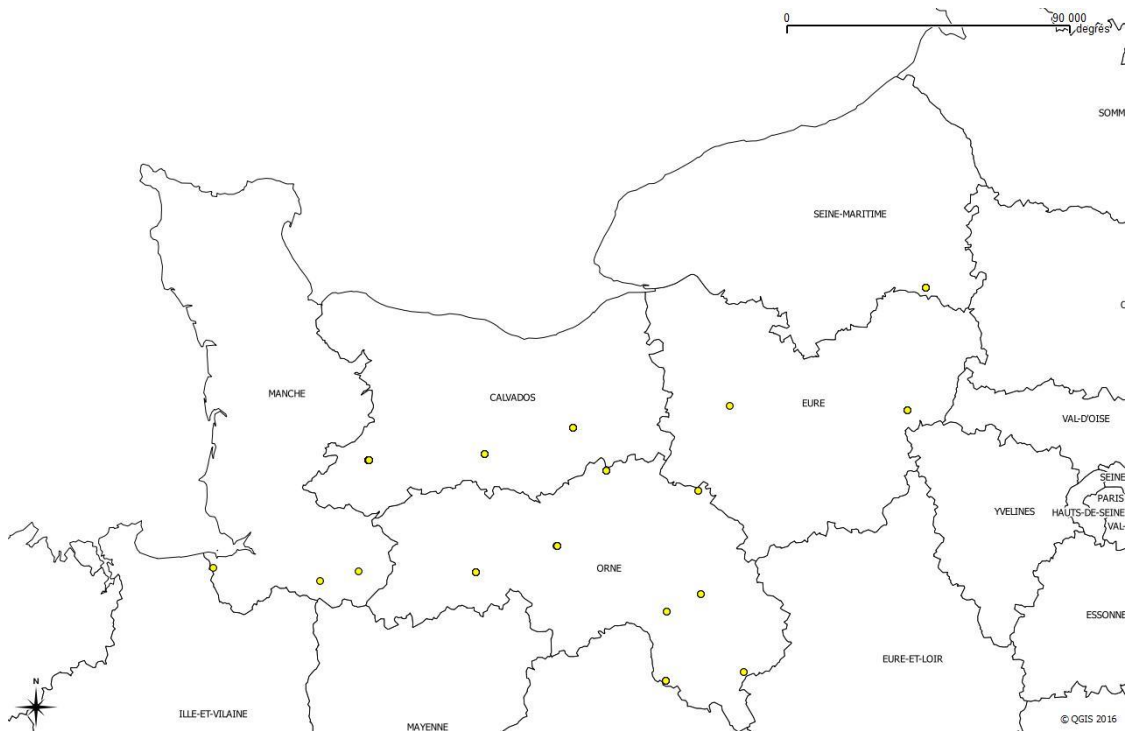 0 90 000
degrés
SOMM
SEINE-MARITIME
MANCHE
CALVADOS
EURE
VAL-D'OISE
SEINE
PARIS
YVELINES
HAUTS-DE-SEINE
VAL-
ORNE
ESSONNE
EURE-ET-LOIR
N
ILLE-ET-VILAINE
MAYENNE
© QGIS 2016